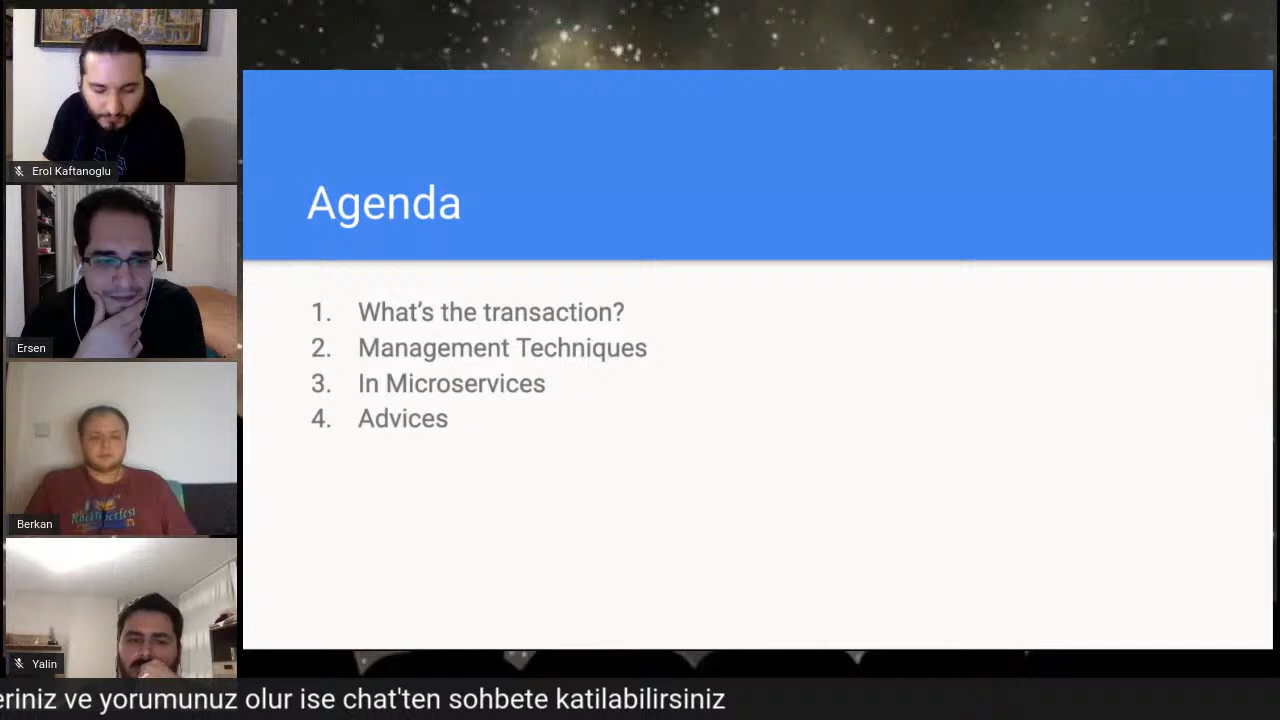 Erol Kaftanoglu
Ersen
Berkan
Yalin
Agenda
1. What's the transaction?
2. Management Techniques
3. In Microservices
4. Advices
eriniz ve yorumunuz olur ise chat'ten sohbete katilabilirsiniz